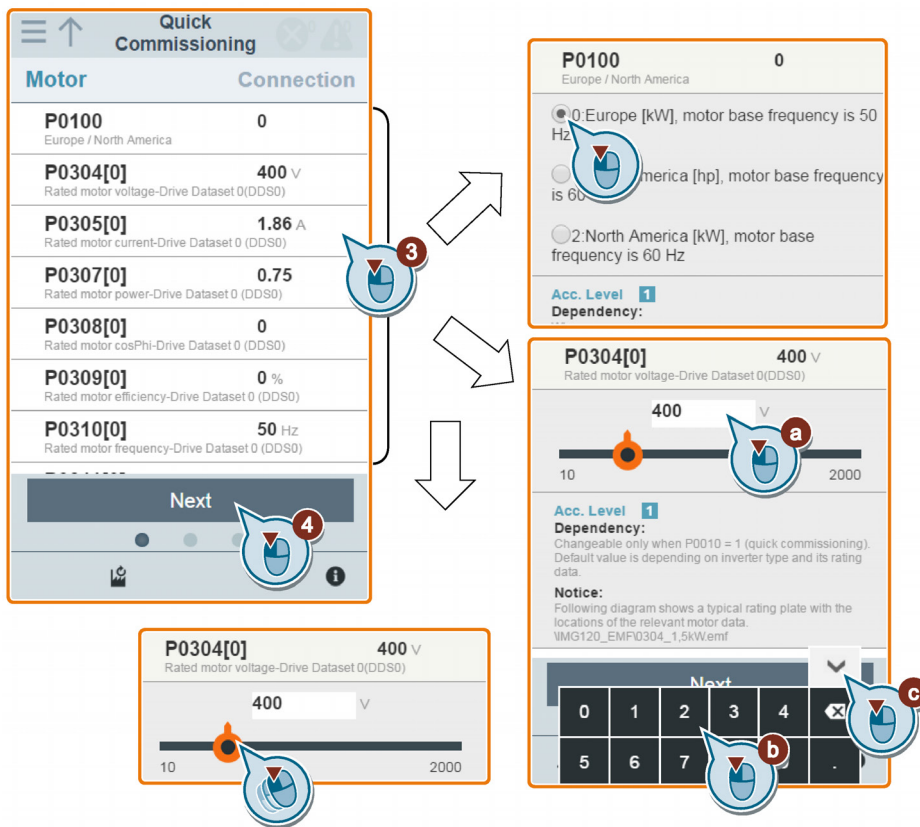 Quick
Commissioning
Motor
Connection
P0100 0
Europe / North America
P0304[0] 400 V
Rated motor voltage-Drive Dataset 0(DDS0)
P0305[0] 1.86 A
Rated motor current-Drive Dataset 0 (DDS0)
P0307[0] 0.75
Rated motor power-Drive Dataset 0 (DDS0)
P0308[0] 0
Rated motor cosPhi-Drive Dataset 0 (DDS0)
P0309[0] 0 %
Rated motor efficiency-Drive Dataset 0 (DDS0)
P0310[0] 50 Hz
Rated motor frequency-Drive Dataset 0 (DDS0)
3
Next
4
P0100 0
Europe / North America
0:Europe [kW], motor base frequency is 50
Hz
merica [hp], motor base frequency
is 60
2:North America [kW], motor base
frequency is 60 Hz
Acc. Level 1
Dependency:
P0304[0] 400 V
Rated motor voltage-Drive Dataset 0(DDS0)
400 V
a
10 2000
Acc. Level 1
Dependency:
Changeable only when P0010 = 1 (quick commissioning).
Default value is depending on inverter type and its rating
data.
Notice:
Following diagram shows a typical rating plate with the
locations of the relevant motor data.
\IMG120_EMF\0304_1,5kW.emf
Next
c
0 1 2 3 4
b
5 6 7 .
P0304[0] 400 V
Rated motor voltage-Drive Dataset 0(DDS0)
400 V
10 2000